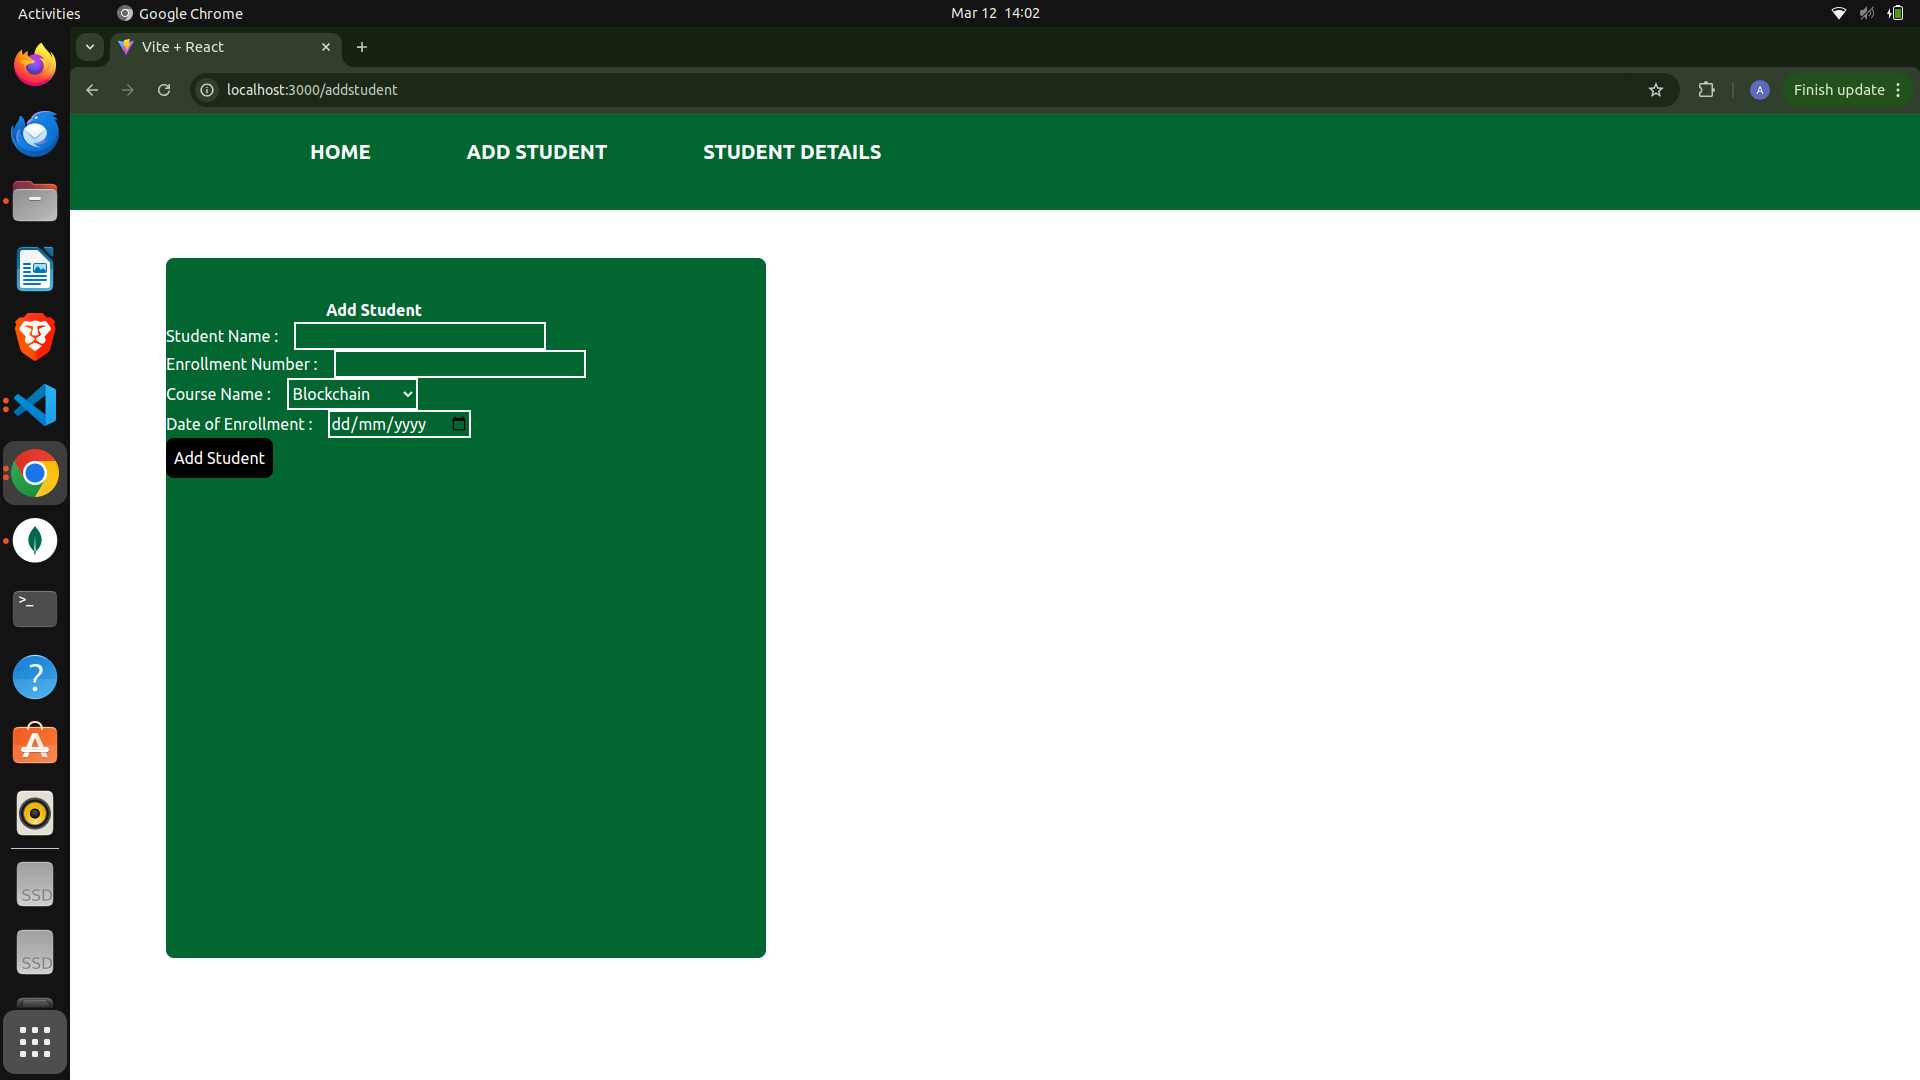 Activities Google Chrome Mar 12 14:02
Vite + React
localhost:3000/addstudent A Finish update
HOME ADD STUDENT STUDENT DETAILS
Add Student
Student Name :
Enrollment Number :
Course Name : Blockchain
Date of Enrollment : dd/mm/yyyy
Add Student
>_
?
SSD
SSD